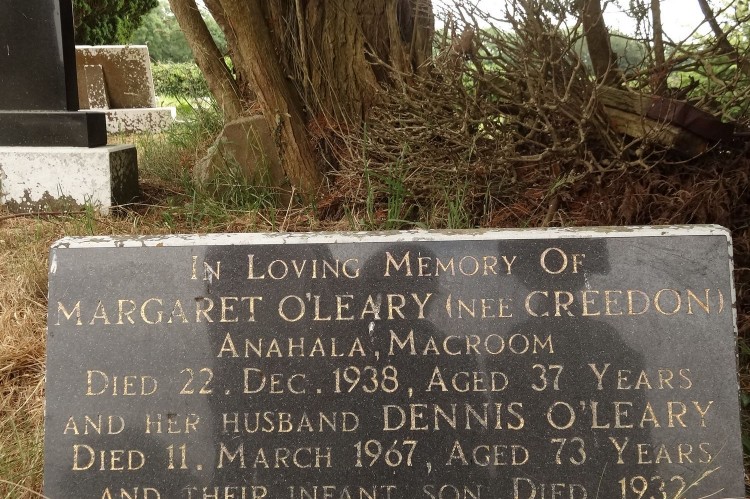 In Loving Memory Of
MARGARET O'LEARY (NEE CREEDON)
Anahala, Macroom
Died 22. Dec. 1938, Aged 37 Years
AND HER HUSBAND DENNIS O'LEARY
Died 11. March 1967, Aged 73 Years
AND THEIR INFANT SON, Died 1932